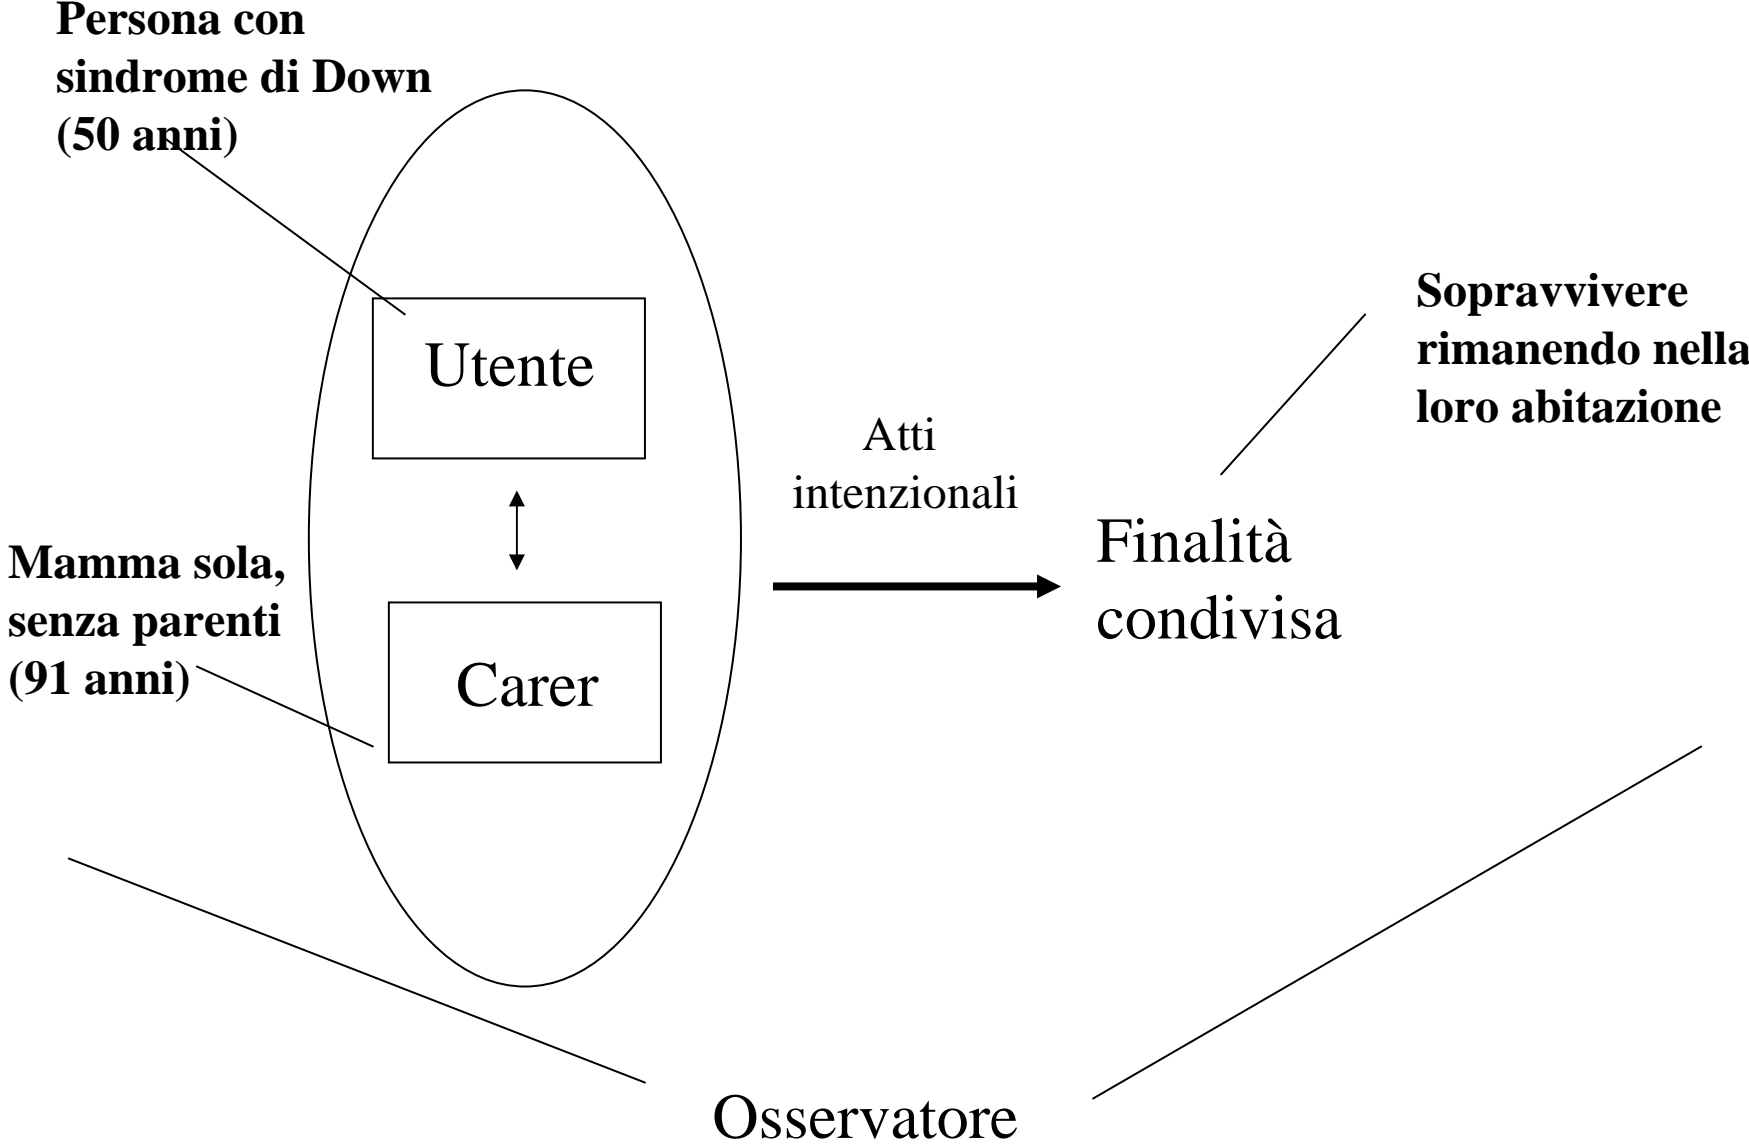 Persona con
sindrome di Down
(50 anni)
Utente
Sopravvivere
rimanendo nella
loro abitazione
Atti
intenzionali
Finalità
condivisa
Mamma sola,
senza parenti
(91 anni)
Carer
Osservatore